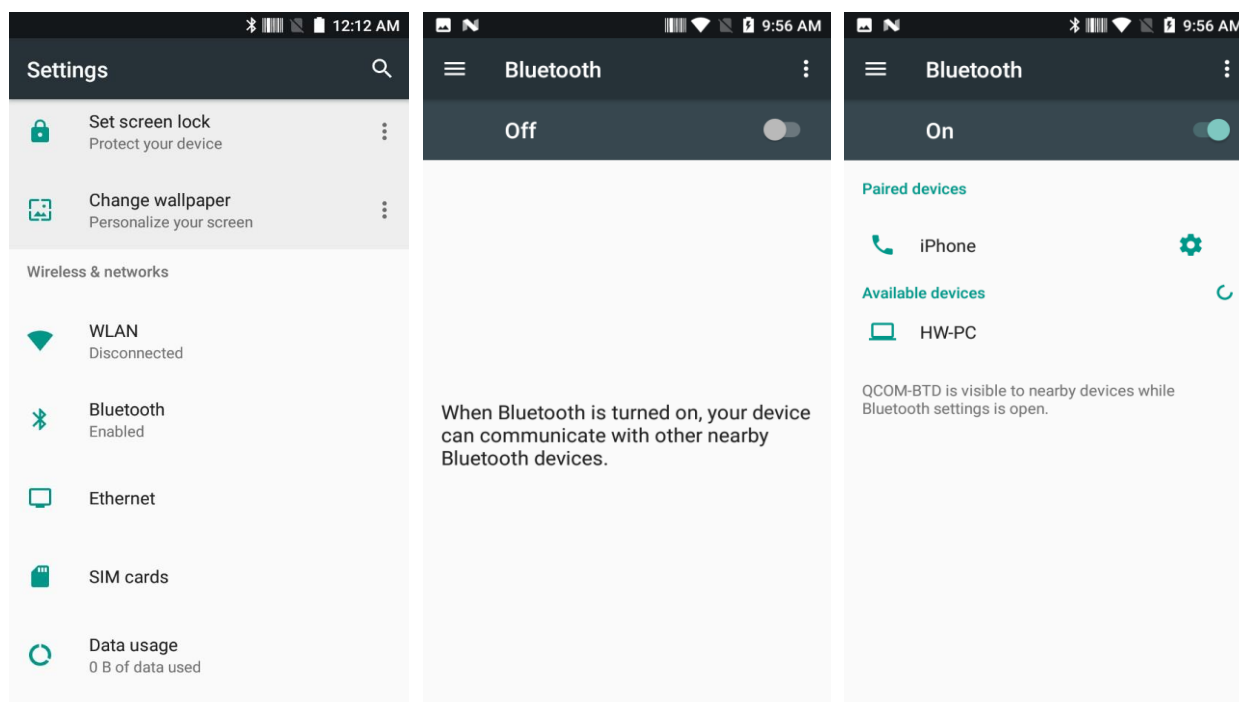 12:12 AM
Settings
Set screen lock
Protect your device
Change wallpaper
Personalize your screen
Wireless & networks
WLAN
Disconnected
Bluetooth
Enabled
Ethernet
SIM cards
Data usage
0 B of data used
9:56 AM
Bluetooth
Off
When Bluetooth is turned on, your device
can communicate with other nearby
Bluetooth devices.
9:56 AM
Bluetooth
On
Paired devices
iPhone
Available devices
HW-PC
QCOM-BTD is visible to nearby devices while
Bluetooth settings is open.